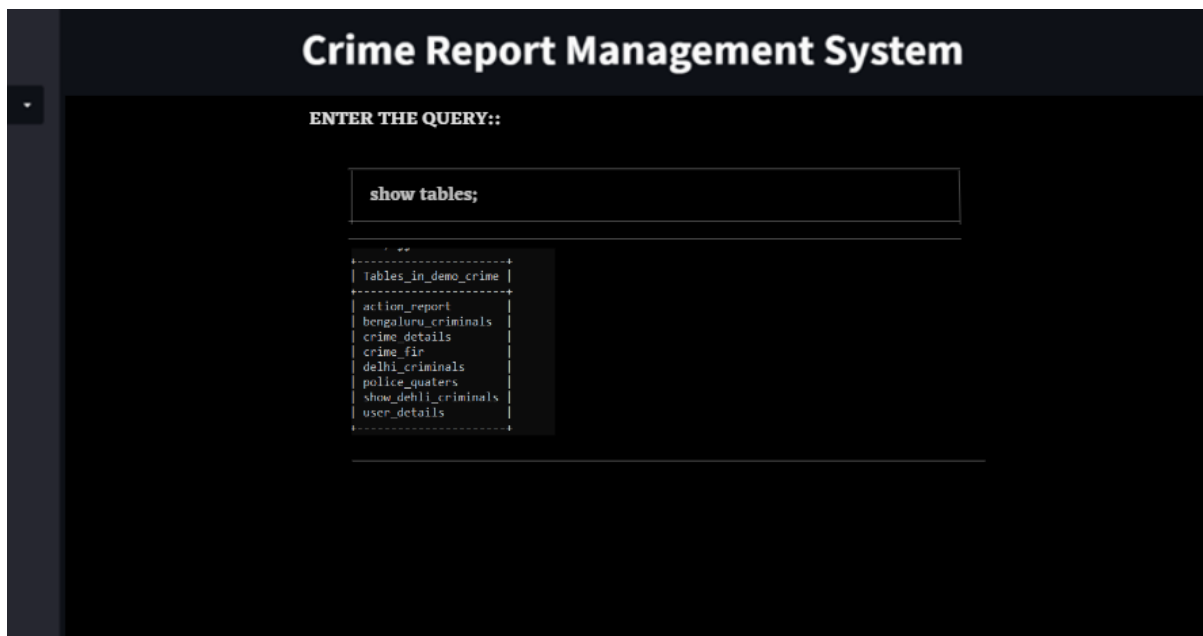 Crime Report Management System
ENTER THE QUERY::
show tables;
+----------------------+
| Tables_in_demo_crime |
+----------------------+
| action_report        |
| bengaluru_criminals  |
| crime_details        |
| crime_fir            |
| delhi_criminals      |
| police_quaters       |
| show_dehli_criminals |
| user_details         |
+----------------------+